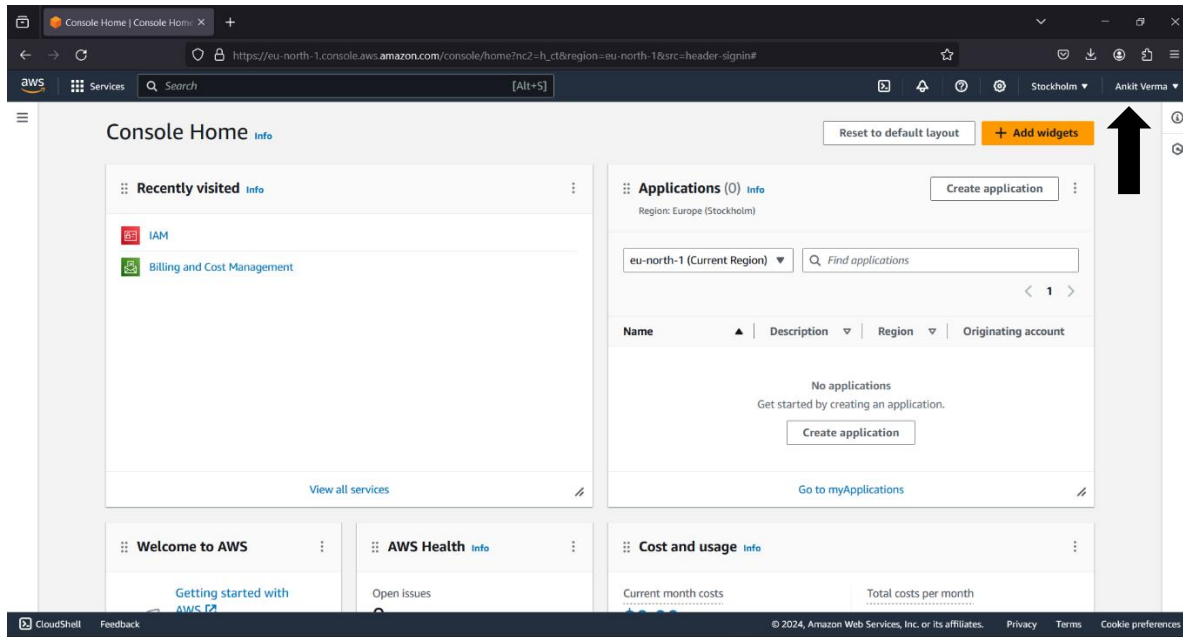 Console Home | Console Home
https://eu-north-1.console.aws.amazon.com/console/home?nc2=h_ct&region=eu-north-1&src=header-signin#
aws Services Search [Alt+S] Stockholm Ankit Verma
Console Home Info
Reset to default layout + Add widgets
Recently visited Info
IAM
Billing and Cost Management
View all services
Applications (0) Info
Create application
Region: Europe (Stockholm)
eu-north-1 (Current Region) Find applications
1
Name Description Region Originating account
No applications
Get started by creating an application.
Create application
Go to myApplications
Welcome to AWS
Getting started with
AWS
AWS Health Info
Open issues
Cost and usage Info
Current month costs Total costs per month
CloudShell Feedback © 2024, Amazon Web Services, Inc. or its affiliates. Privacy Terms Cookie preferences